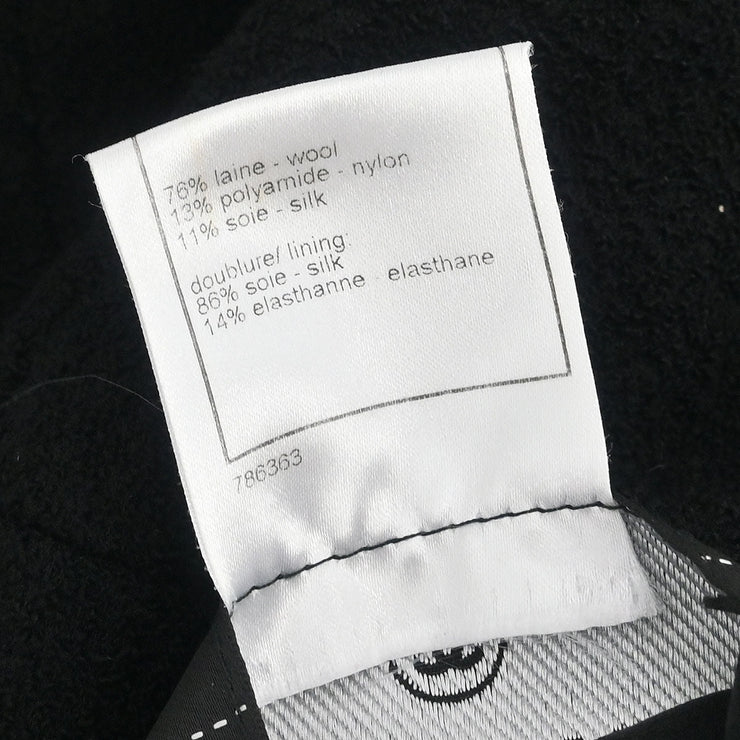 76% laine - wool
13% polyamide - nylon
11% soie - silk
doublure/ lining:
86% soie - silk
14% elasthanne - elasthane
786363